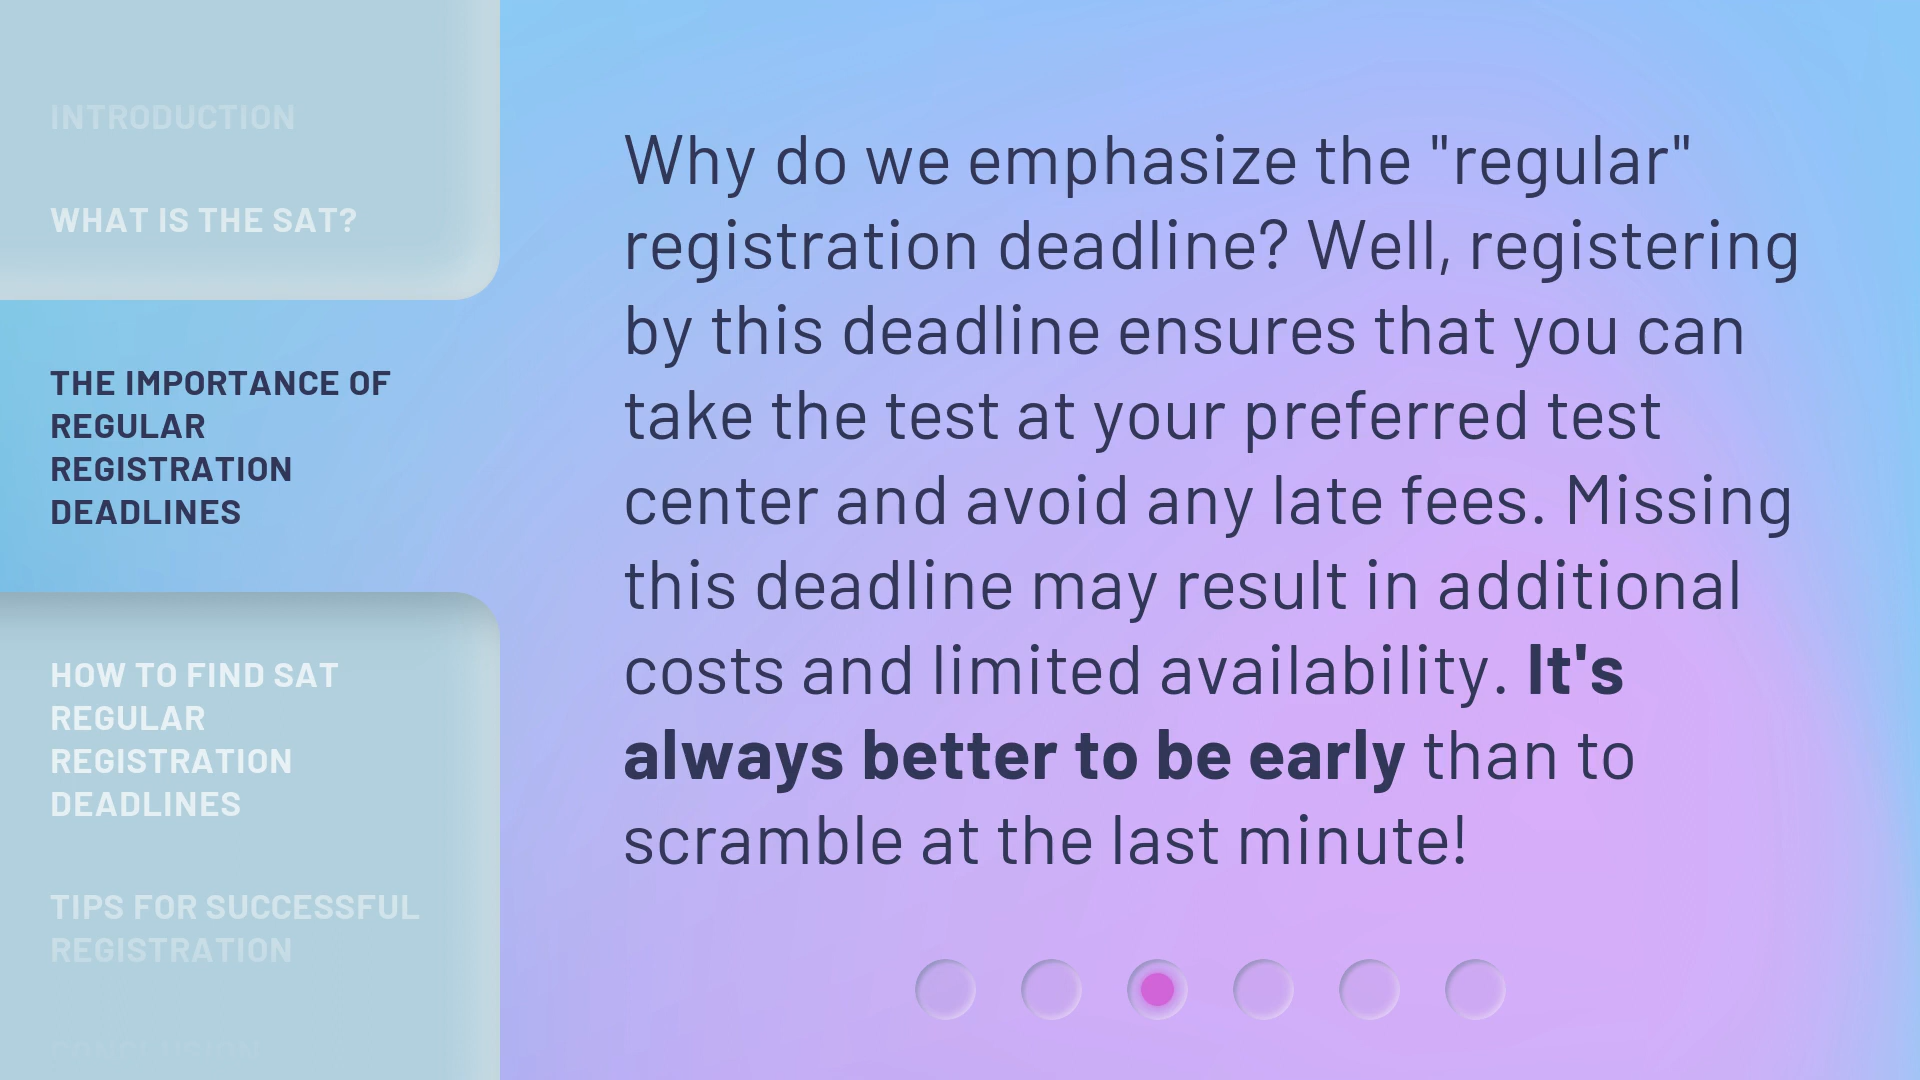 INTRODUCTION
WHAT IS THE SAT?
THE IMPORTANCE OF
REGULAR
REGISTRATION
DEADLINES
HOW TO FIND SAT
REGULAR
REGISTRATION
DEADLINES
TIPS FOR SUCCESSFUL
REGISTRATION
CONCLUSION
Why do we emphasize the "regular"
registration deadline? Well, registering
by this deadline ensures that you can
take the test at your preferred test
center and avoid any late fees. Missing
this deadline may result in additional
costs and limited availability. It's
always better to be early than to
scramble at the last minute!